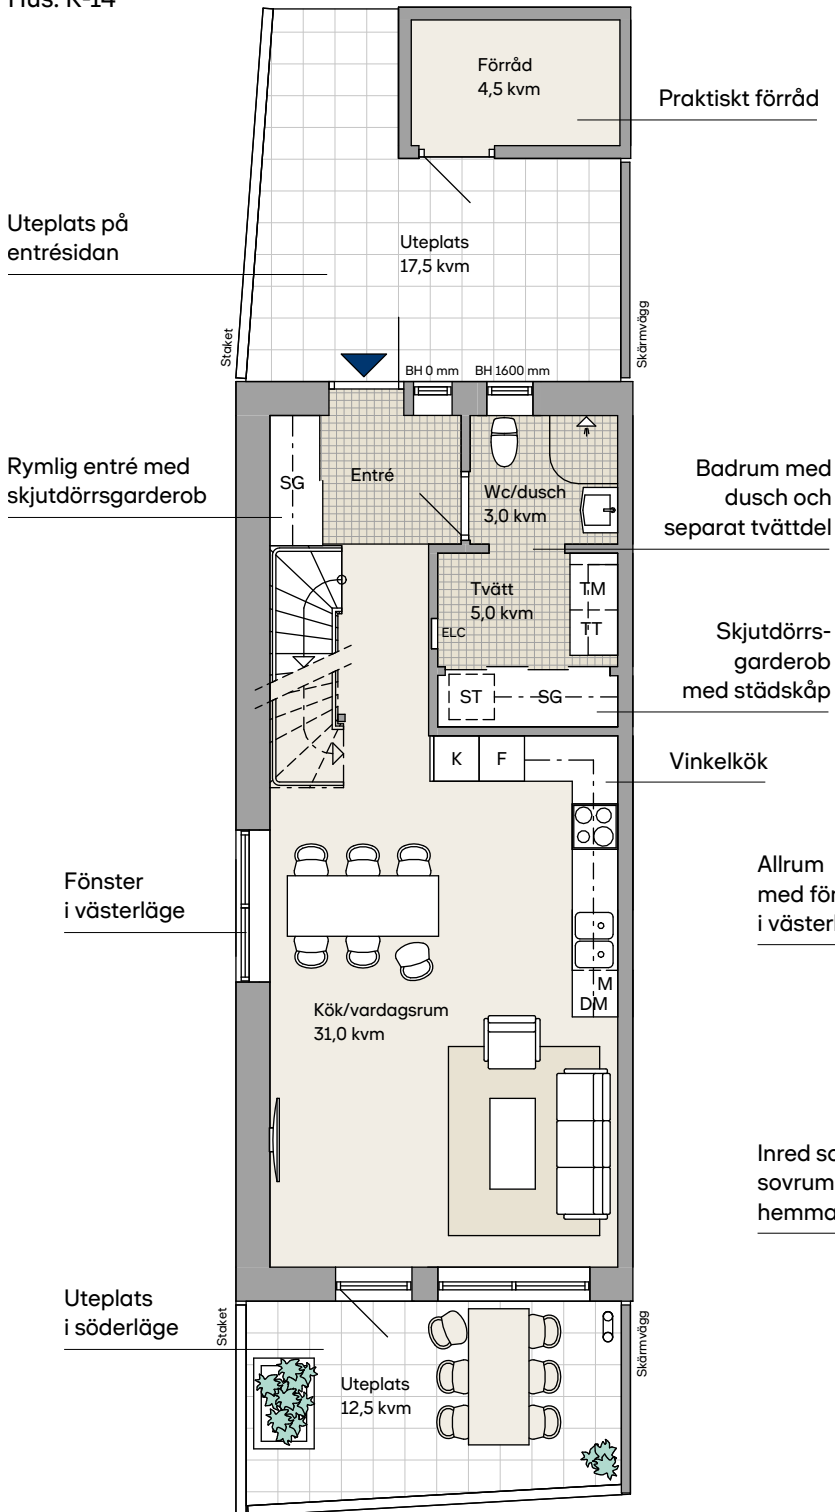 Hus: K-14
Förråd
4,5 kvm
Praktiskt förråd
Uteplats på
entrésidan
Uteplats
17,5 kvm
Staket
Skärmvägg
BH 0 mm
BH 1600 mm
Rymlig entré med
skjutdörrsgarderob
SG
Entré
Wc/dusch
3,0 kvm
Badrum med
dusch och
separat tvättdel
Tvätt
5,0 kvm
TM
TT
ELC
Skjutdörrs-
garderob
med städskåp
ST
SG
K
F
Vinkelkök
Fönster
i västerläge
Allrum
med
i
M
DM
Kök/vardagsrum
31,0 kvm
Inred
sovrum
Uteplats
i söderläge
Staket
Skärmvägg
Uteplats
12,5 kvm